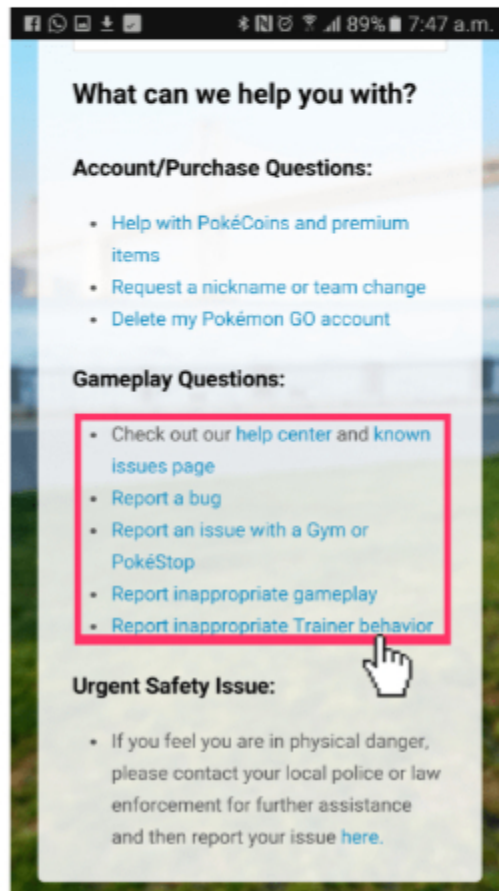 89% 7:47 a.m.
What can we help you with?
Account/Purchase Questions:
• Help with PokéCoins and premium
items
• Request a nickname or team change
• Delete my Pokémon GO account
Gameplay Questions:
• Check out our help center and known
issues page
• Report a bug
• Report an issue with a Gym or
PokéStop
• Report inappropriate gameplay
• Report inappropriate Trainer behavior
Urgent Safety Issue:
• If you feel you are in physical danger,
please contact your local police or law
enforcement for further assistance
and then report your issue here.